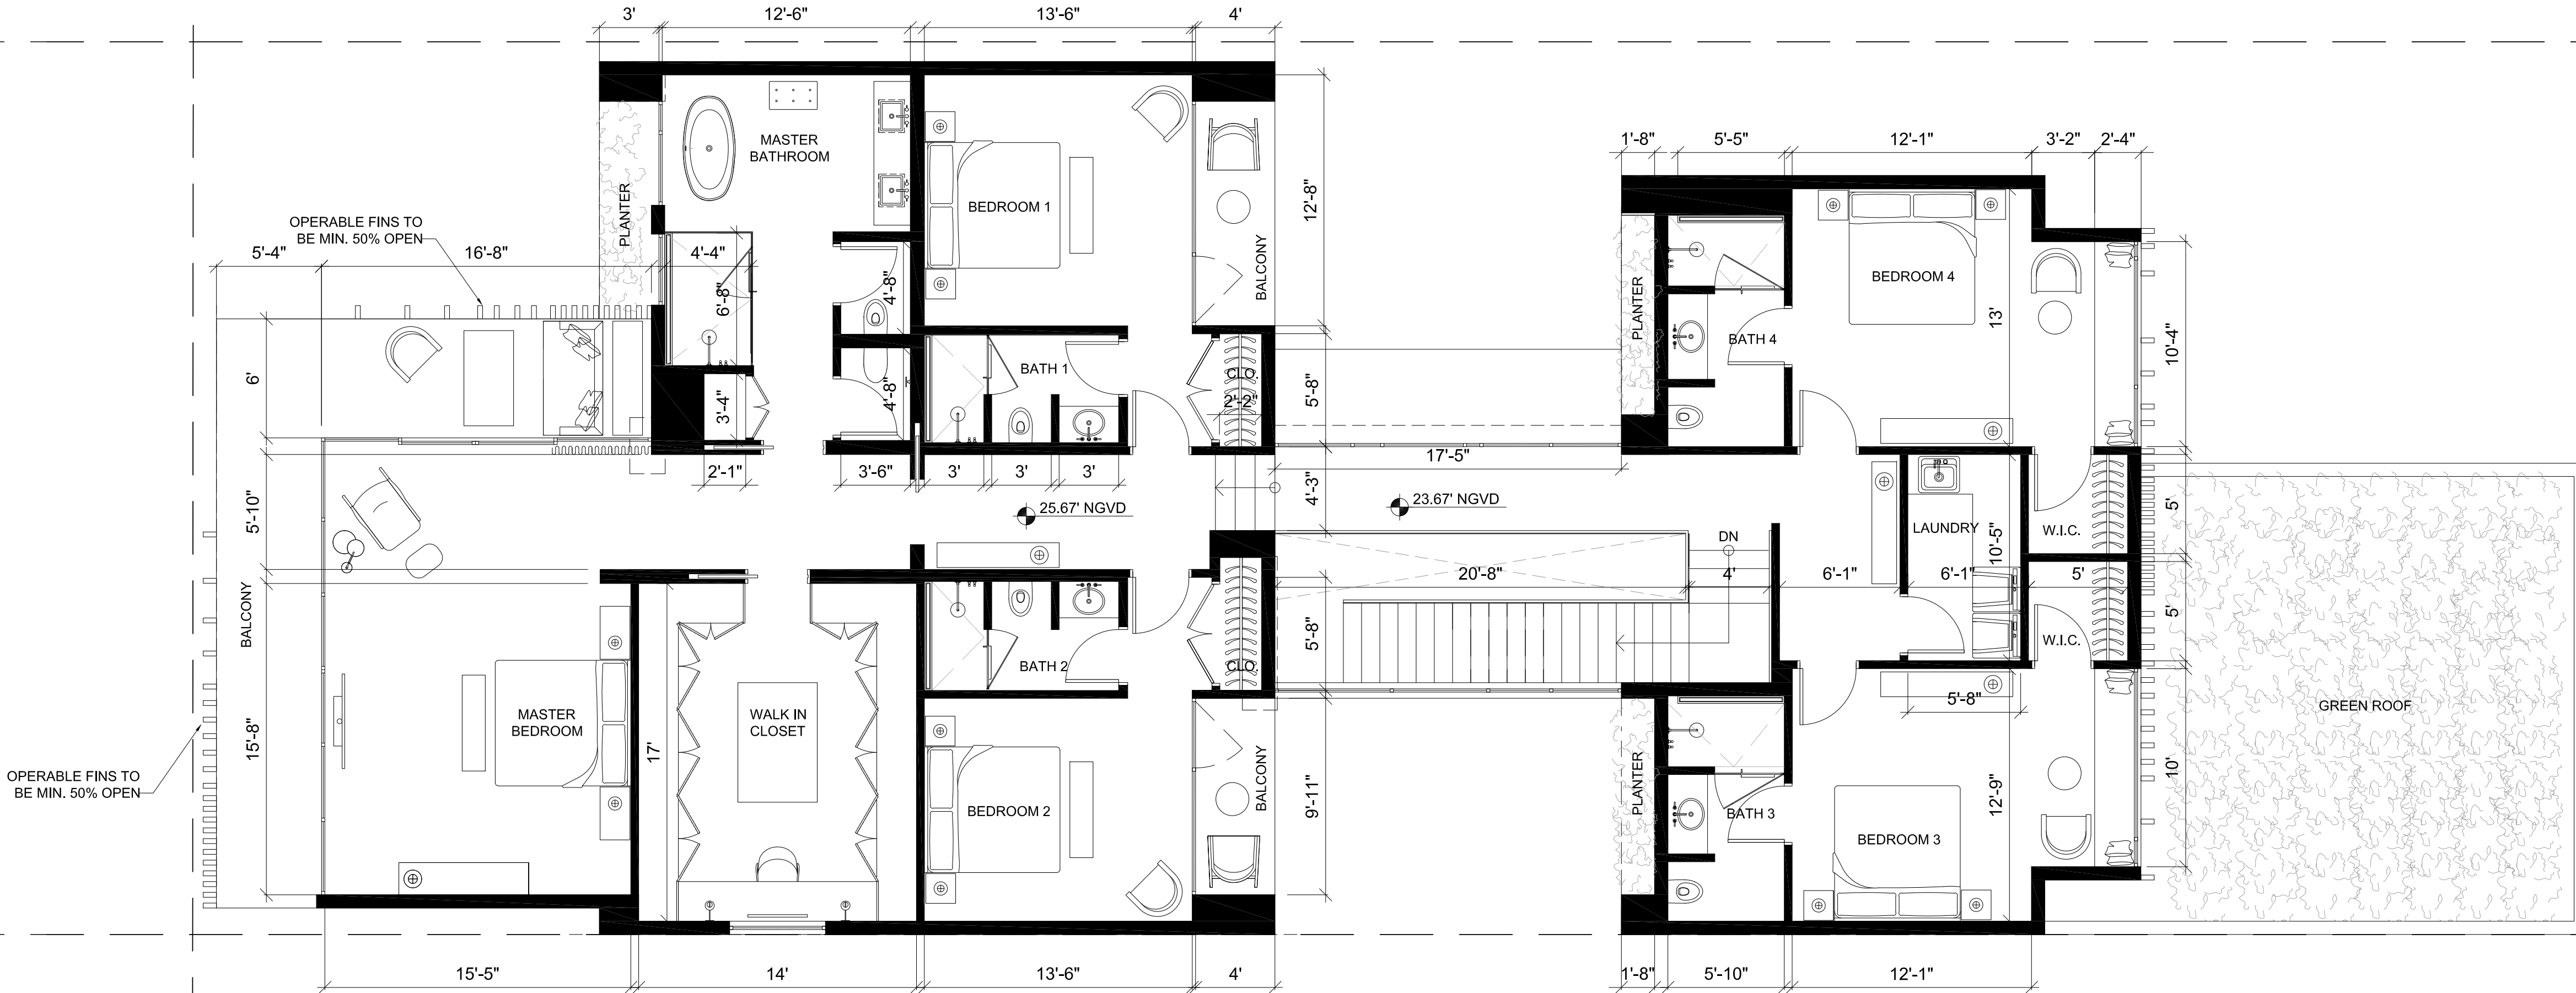 3'
12'-6"
13'-6"
4'
1'-8"
5'-5"
12'-1"
3'-2"
2'-4"
MASTER
BATHROOM
PLANTER
BEDROOM 1
12'-8"
BALCONY
OPERABLE FINS TO
BE MIN. 50% OPEN
5'-4"
16'-8"
4'-4"
6'-8"
4'-8"
PLANTER
BEDROOM 4
13'
BATH 4
10'-4"
6'
3'-4"
4'-8"
BATH 1
CLO.
2'-2"
5'-8"
2'-1"
3'-6"
3'
3'
3'
17'-5"
4'-3"
5'-10"
25.67' NGVD
23.67' NGVD
DN
LAUNDRY
10'-5"
W.I.C.
5'
BALCONY
20'-8"
4'
6'-1"
6'-1"
5'
5'
BATH 2
CLO.
5'-8"
W.I.C.
15'-8"
MASTER
BEDROOM
17'
WALK IN
CLOSET
5'-8"
GREEN ROOF
OPERABLE FINS TO
BE MIN. 50% OPEN
BEDROOM 2
BALCONY
9'-11"
PLANTER
BATH 3
BEDROOM 3
12'-9"
10'
15'-5"
14'
13'-6"
4'
1'-8"
5'-10"
12'-1"